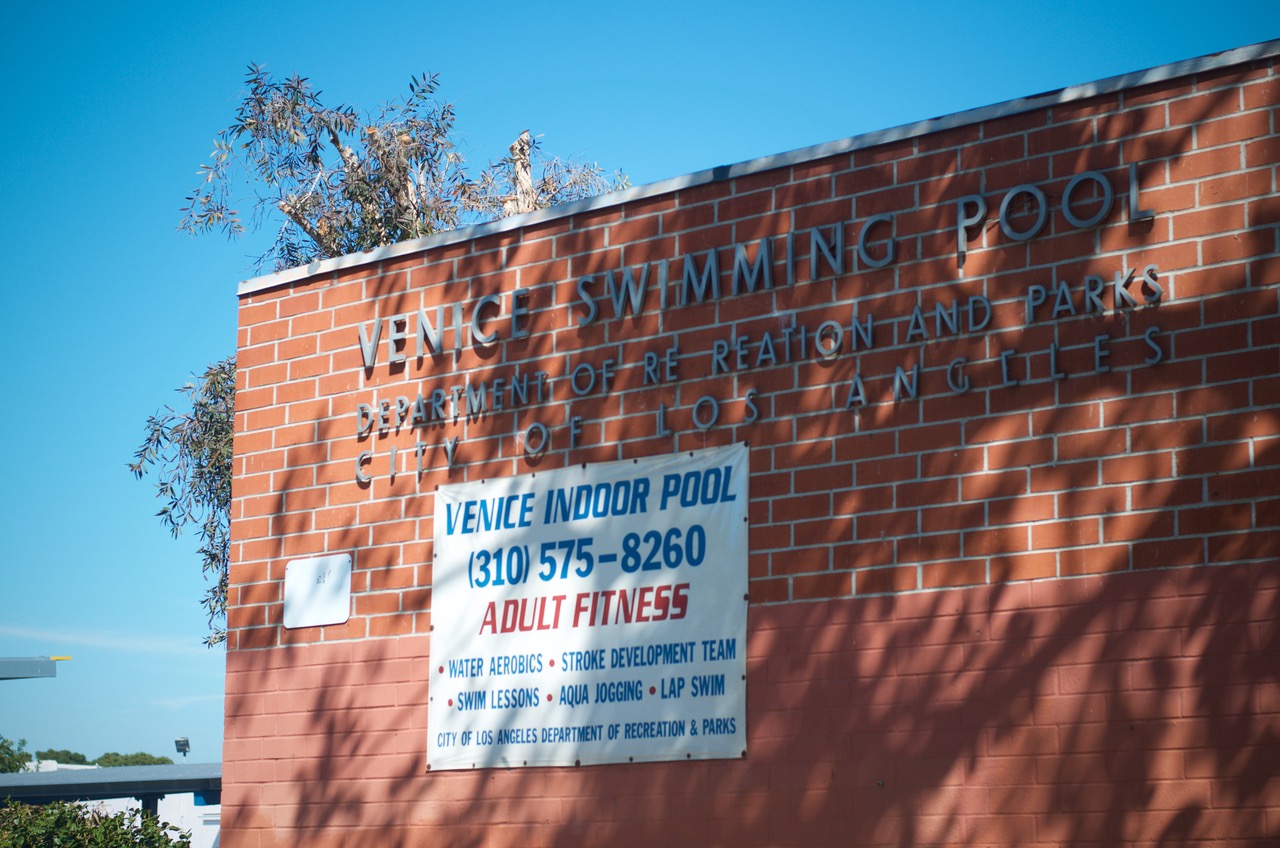 VENICE SWIMMING POOL
DEPARTMENT OF RE REATION AND PARKS
CITY OF LOS ANGELES
VENICE INDOOR POOL
(310) 575-8260
ADULT FITNESS
• WATER AEROBICS • STROKE DEVELOPMENT TEAM
• SWIM LESSONS • AQUA JOGGING • LAP SWIM
CITY OF LOS ANGELES DEPARTMENT OF RECREATION & PARKS